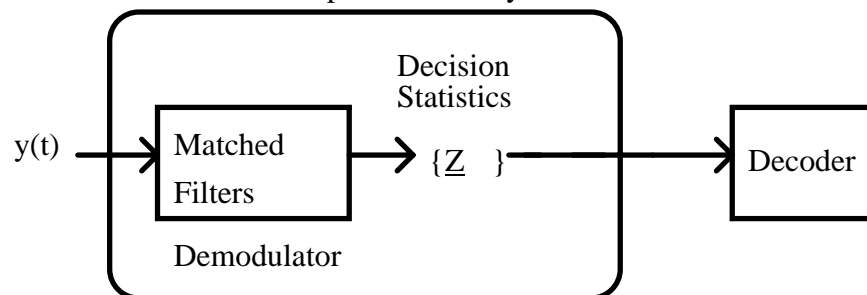 Decision
Statistics
y(t)
Matched
Filters
{Z }
Decoder
Demodulator